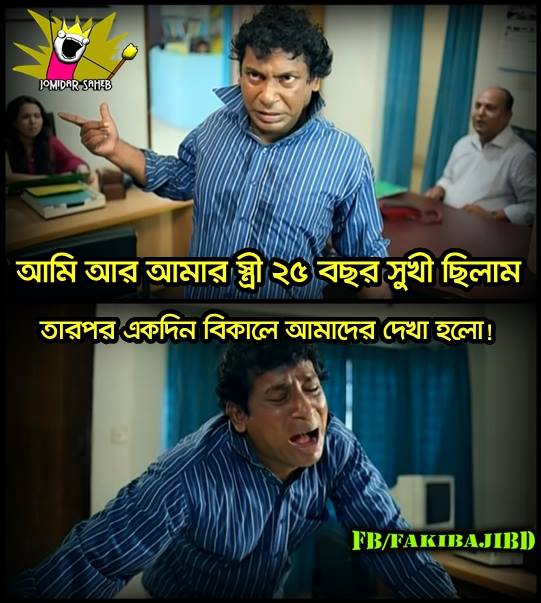 JOMIDAR SAHEB
আমি আর আমার স্ত্রী ২৫ বছর সুখী ছিলাম
তারপর একদিন বিকালে আমাদের দেখা হলো!
FB/FAKIBAJIBD